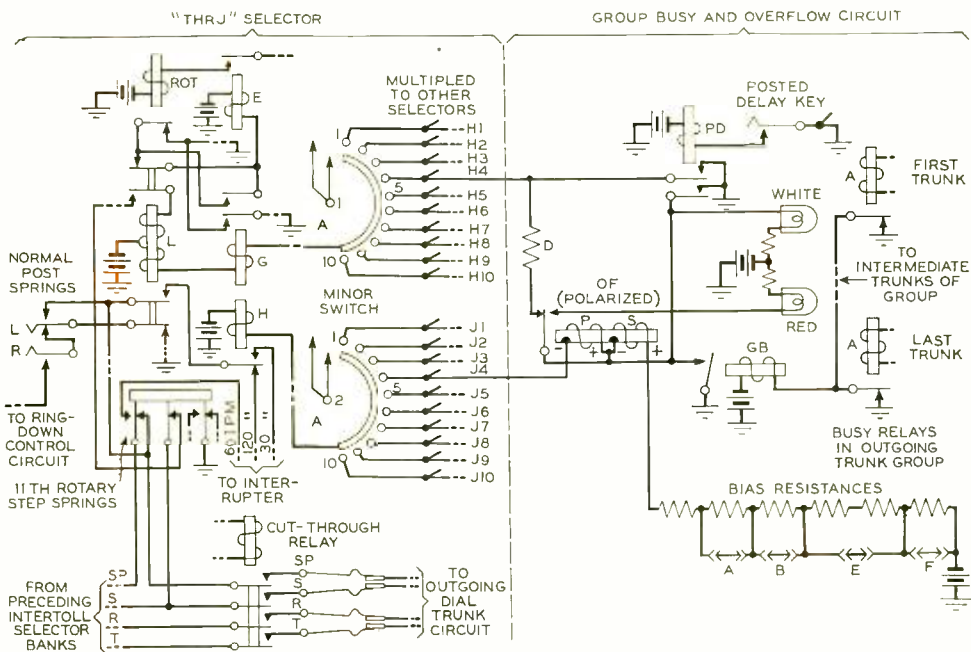 "THRJ" SELECTOR
GROUP BUSY AND OVERFLOW CIRCUIT
ROT
E
MULTIPLED
TO OTHER
SELECTORS
1
5
10
A
1
H1
H2
H3
H4
H5
H6
H7
H8
H9
H10
L
G
NORMAL
POST
SPRINGS
L
R
H
MINOR
SWITCH
1
5
10
A
2
J1
J2
J3
J4
J5
J6
J7
J8
J9
J10
TO RING-
DOWN
CONTROL
CIRCUIT
11TH ROTARY
STEP SPRINGS
60 IPM
120 "
30 "
TO INTER-
RUPTER
CUT-THROUGH
RELAY
FROM
PRECEDING
INTERTOLL
SELECTOR
BANKS
SP
S
R
T
SP
S
R
T
TO
OUTGOING
DIAL
TRUNK
CIRCUIT
POSTED
DELAY KEY
PD
A
FIRST
TRUNK
WHITE
D
OF
(POLARIZED)
P
S
- + - +
RED
TO
INTERMEDIATE
TRUNKS OF
GROUP
GB
A
LAST
TRUNK
BUSY RELAYS
IN OUTGOING
TRUNK GROUP
BIAS RESISTANCES
A
B
E
F